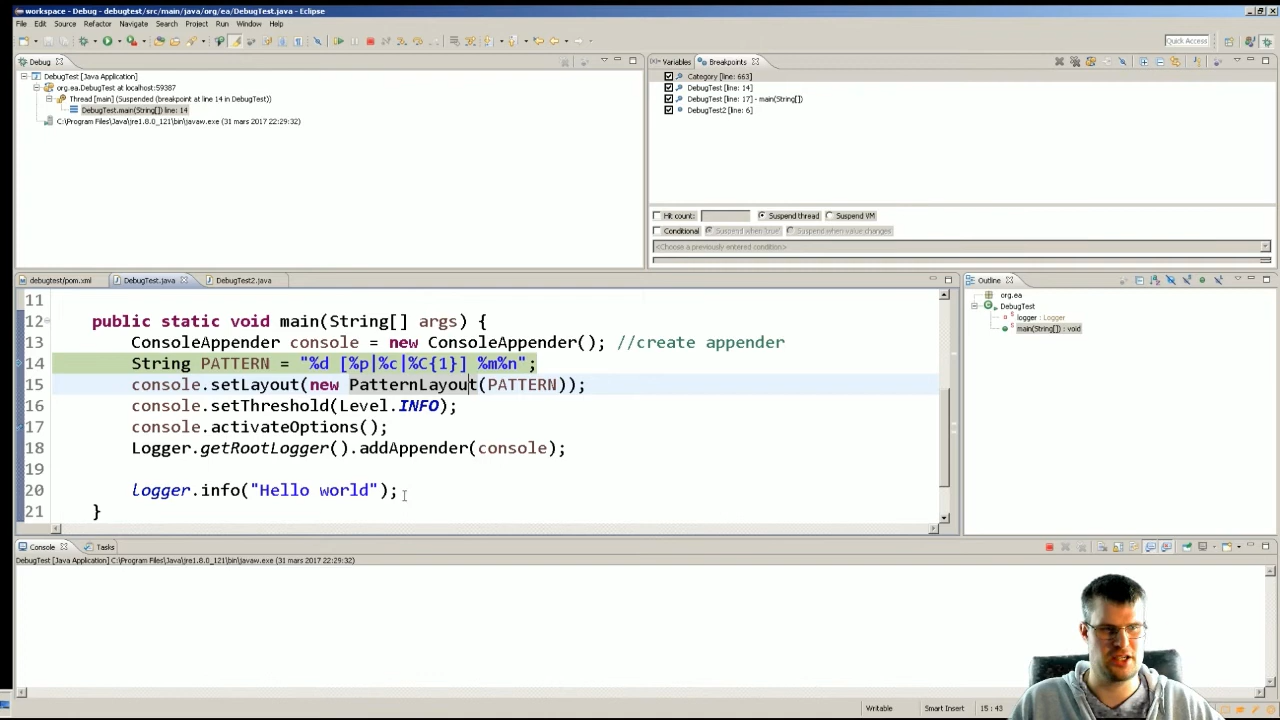 workspace - Debug - debugtest/src/main/java/org/ea/DebugTest.java - Eclipse
File Edit Source Refactor Navigate Search Project Run Window Help
Quick Access
Debug
DebugTest [Java Application]
org.ea.DebugTest at localhost:59387
Thread [main] (Suspended (breakpoint at line 14 in DebugTest))
DebugTest.main(String[]) line: 14
C:\Program Files\Java\jre1.8.0_121\bin\javaw.exe (31 mars 2017 22:29:32)
Variables Breakpoints
Category [line: 663]
DebugTest [line: 14]
DebugTest [line: 17] - main(String[])
DebugTest2 [line: 6]
Hit count: Suspend thread Suspend VM
Conditional Suspend when 'true' Suspend when value changes
<Choose a previously entered condition>
debugtest/pom.xml DebugTest.java DebugTest2.java
11
12 public static void main(String[] args) {
13 ConsoleAppender console = new ConsoleAppender(); //create appender
14 String PATTERN = "%d [%p|%c|%C{1}] %m%n";
15 console.setLayout(new PatternLayout(PATTERN));
16 console.setThreshold(Level.INFO);
17 console.activateOptions();
18 Logger.getRootLogger().addAppender(console);
19
20 logger.info("Hello world");
21 }
Outline
org.ea
DebugTest
logger : Logger
main(String[]) : void
Console Tasks
DebugTest [Java Application] C:\Program Files\Java\jre1.8.0_121\bin\javaw.exe (31 mars 2017 22:29:32)
Writable Smart Insert 15 : 43